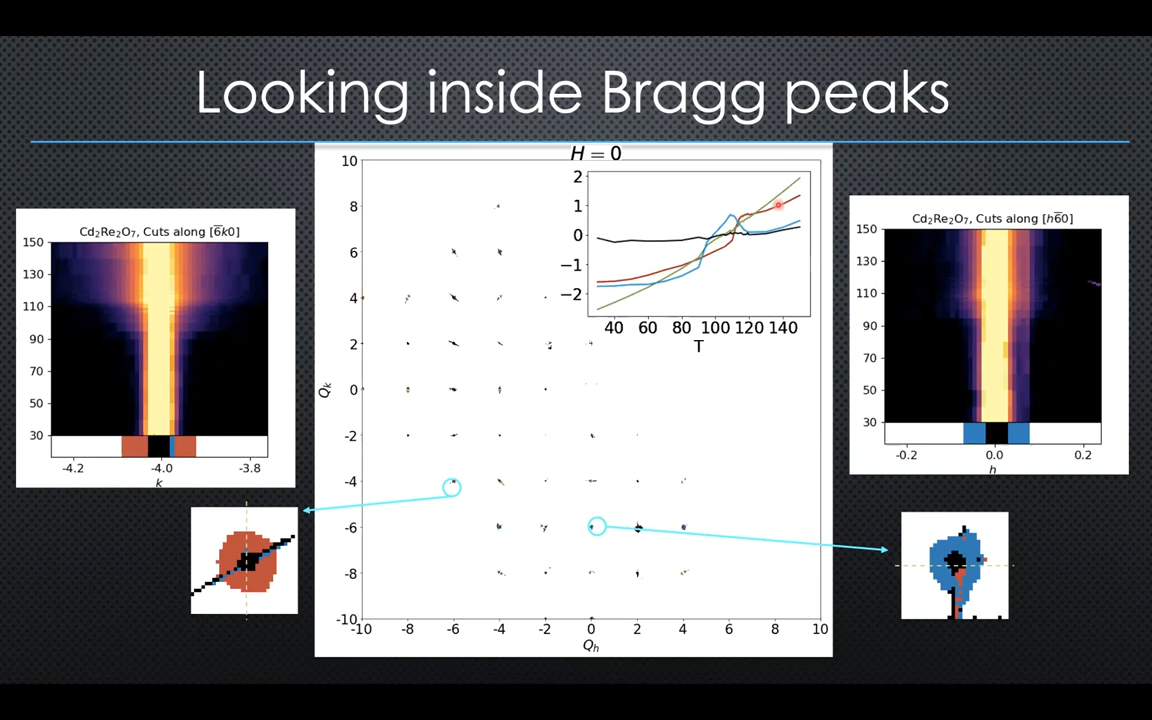 Looking inside Bragg peaks
Cd₂Re₂O₇, Cuts along [6̅k0]
150
130
110
90
70
50
30
-4.2 -4.0 -3.8
k
H = 0
10
8
6
4
2
0
-2
-4
-6
-8
-10
Qₖ
-10 -8 -6 -4 -2 0 2 4 6 8 10
Qₕ
2
1
0
−1
−2
40 60 80 100 120 140
T
Cd₂Re₂O₇, Cuts along [h6̅0]
150
130
110
90
70
50
30
-0.2 0.0 0.2
h